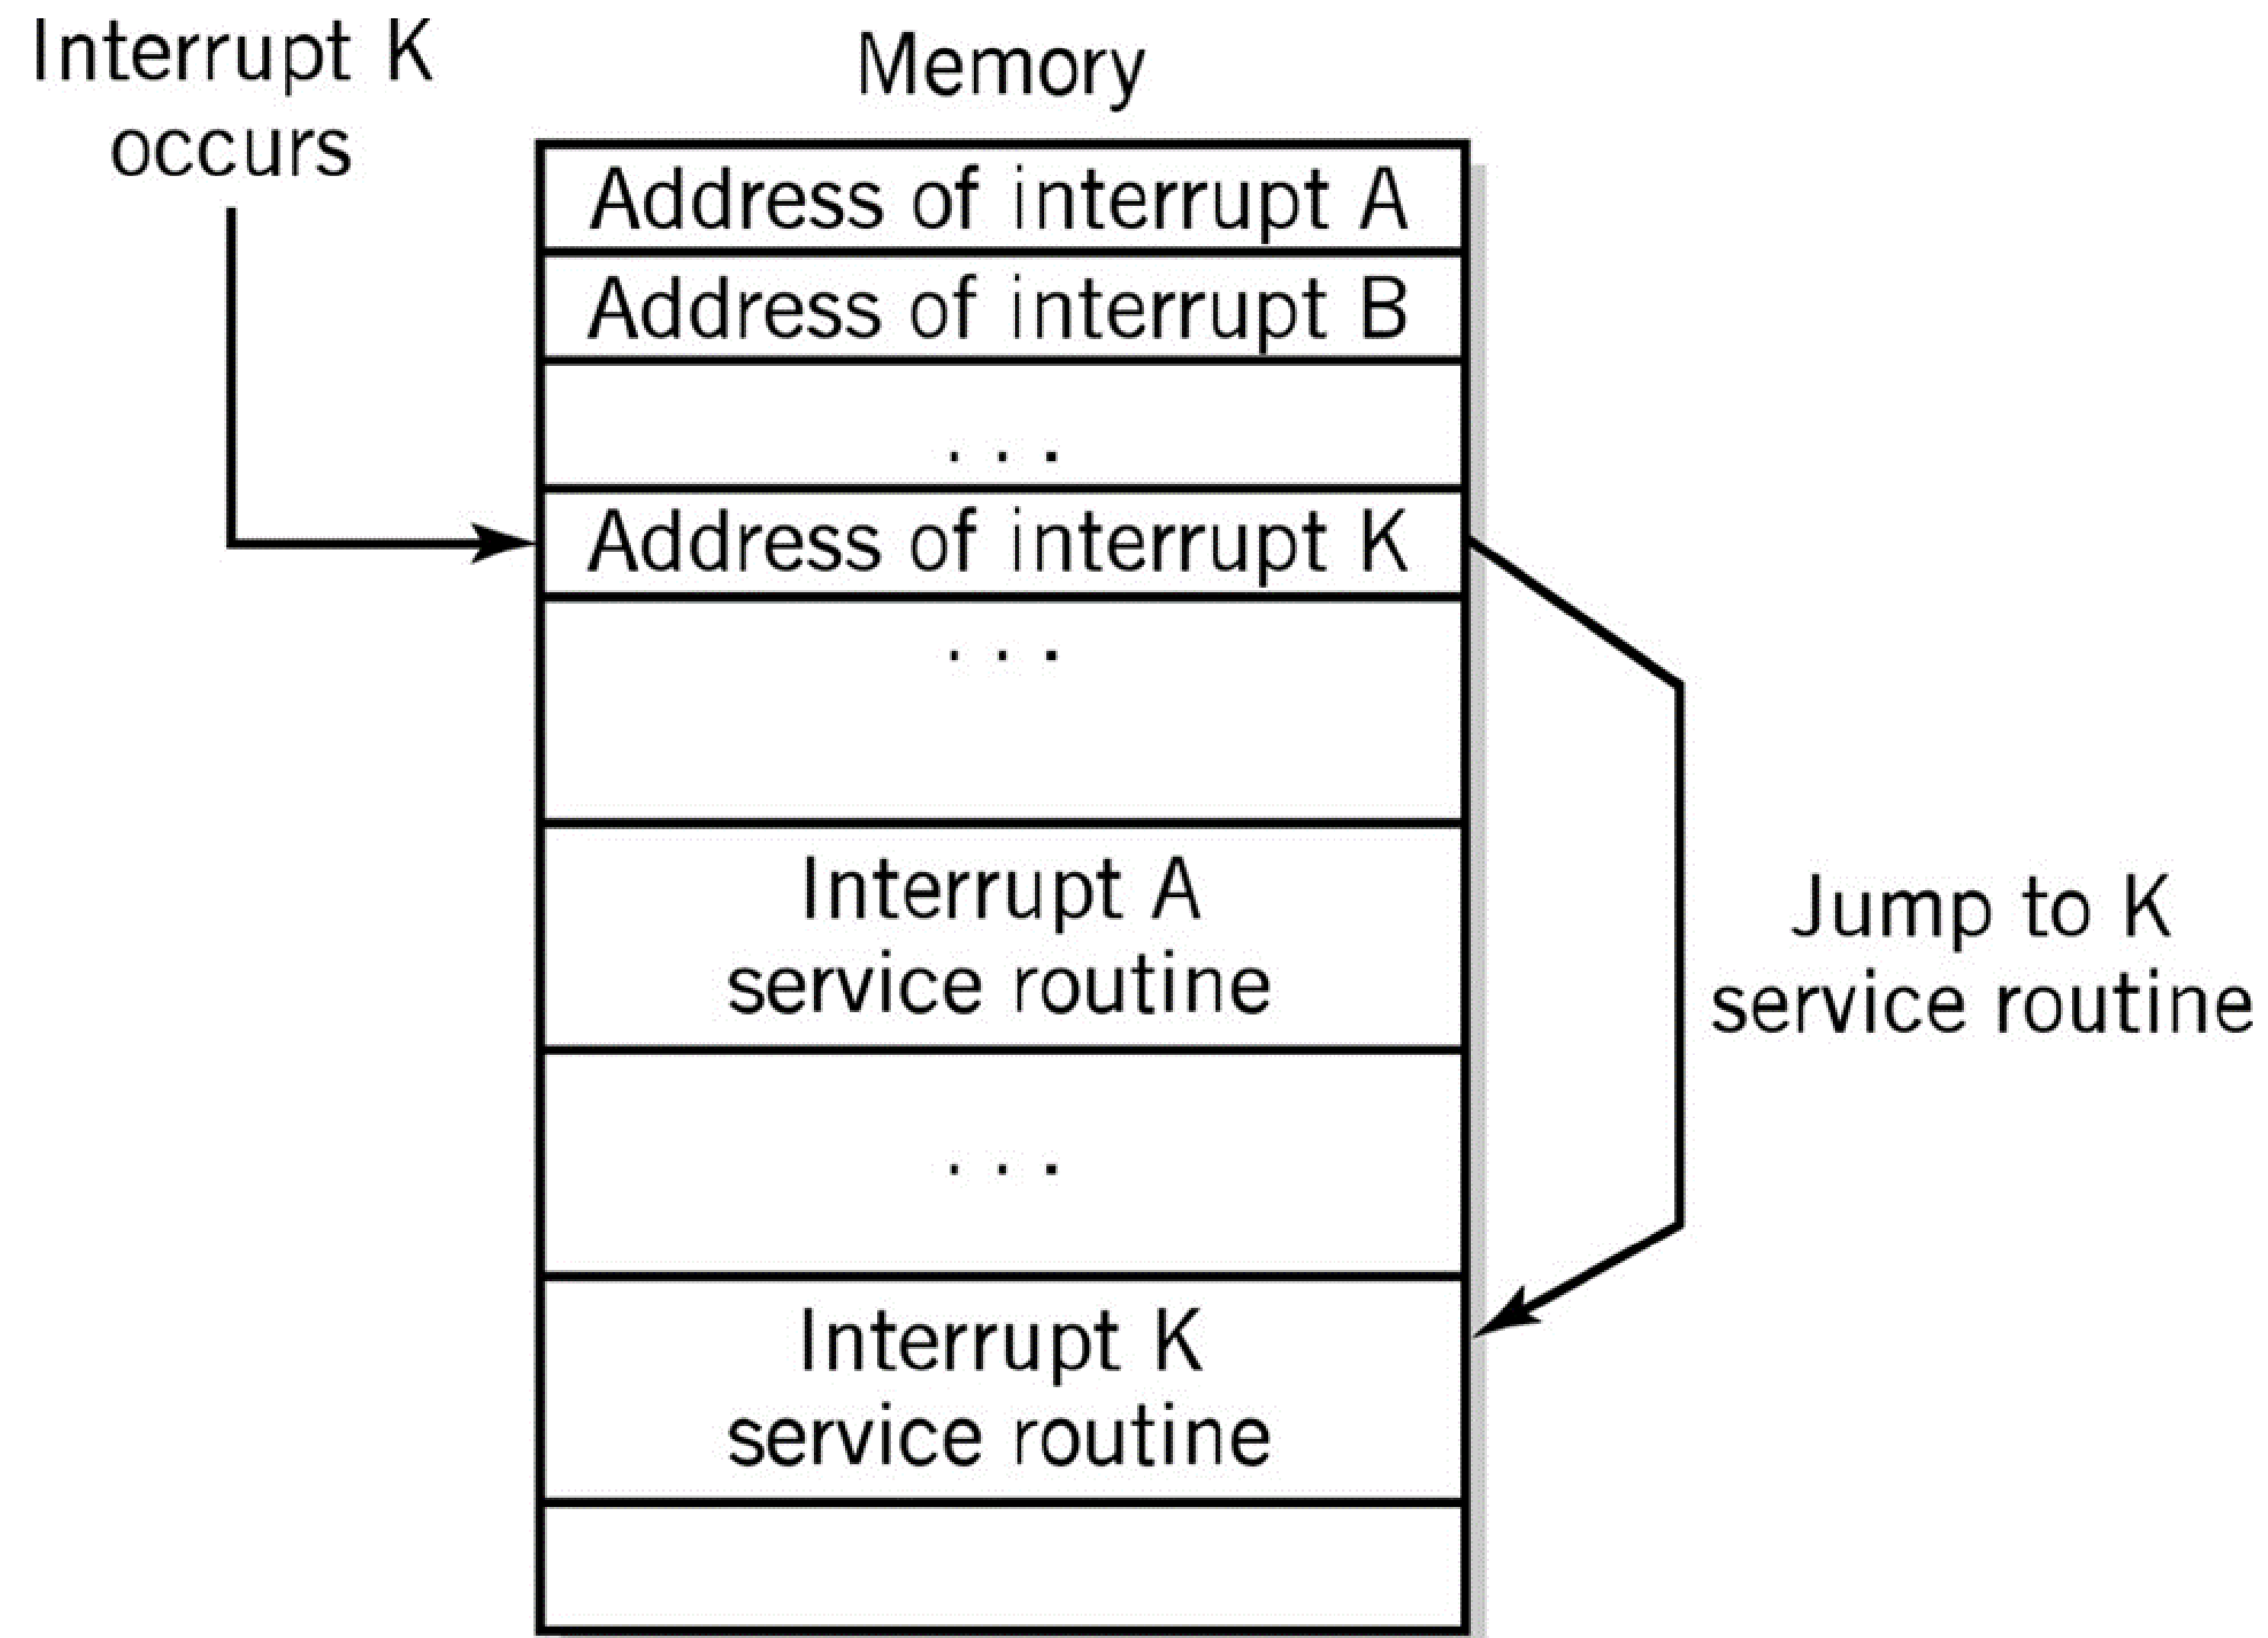 Interrupt K
occurs
Memory
Address of interrupt A
Address of interrupt B
. . .
Address of interrupt K
. . .
Interrupt A
service routine
Jump to K
service routine
. . .
Interrupt K
service routine